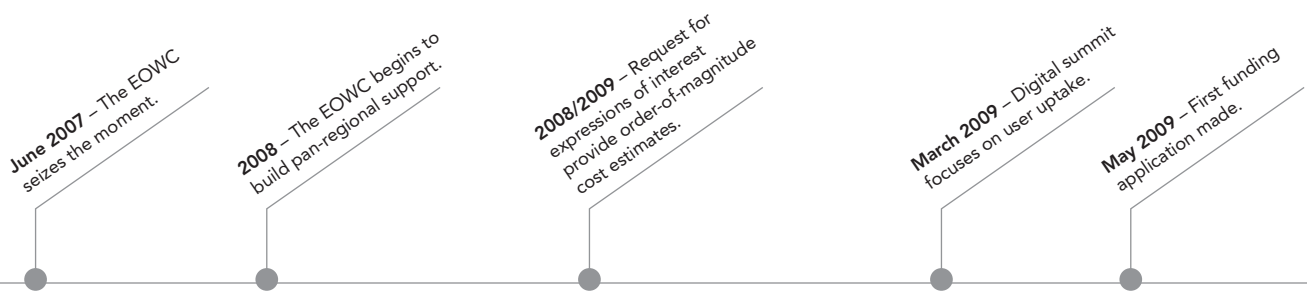 June 2007 – The EOWC
seizes the moment.
2008 – The EOWC begins to
build pan-regional support.
2008/2009 – Request for
expressions of interest
provide order-of-magnitude
cost estimates.
March 2009 – Digital summit
focuses on user uptake.
May 2009 – First funding
application made.